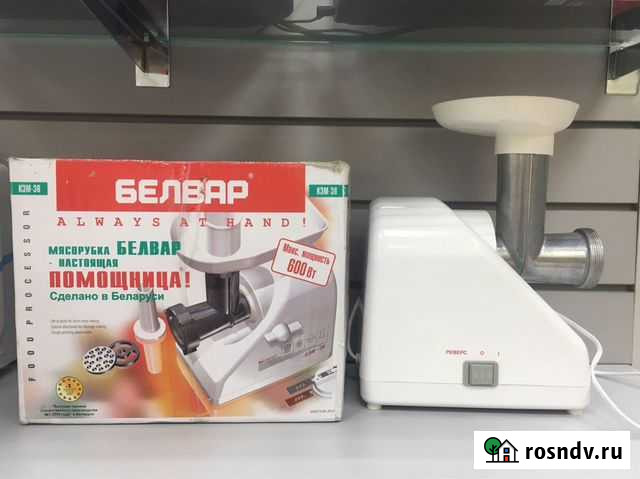 КЭМ-36
БЕЛВАР
КЭМ-36
ALWAYS AT HAND!
МЯСОРУБКА БЕЛВАР
- НАСТОЯЩАЯ
ПОМОЩНИЦА!
Сделано в Беларуси
Макс. мощность
600 Вт
FOOD PROCESSOR
РЕВЕРС O I
rosndv.ru